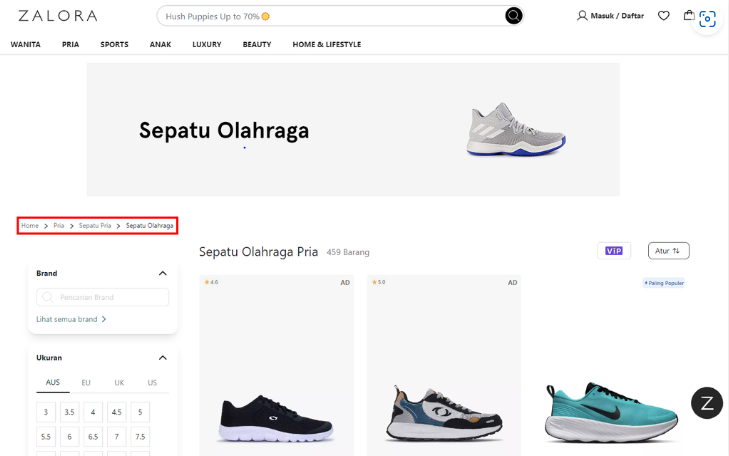 ZALORA
Hush Puppies Up to 70%
Masuk / Daftar
WANITA PRIA SPORTS ANAK LUXURY BEAUTY HOME & LIFESTYLE
Sepatu Olahraga
Home > Pria > Sepatu Pria > Sepatu Olahraga
Sepatu Olahraga Pria 459 Barang
ViP
Atur
Brand
Pencarian Brand
Lihat semua brand >
Ukuran
AUS EU UK US
3 3.5 4 4.5 5
5.5 6 6.5 7 7.5
4.6 AD
5.0 AD
Paling Populer
Z